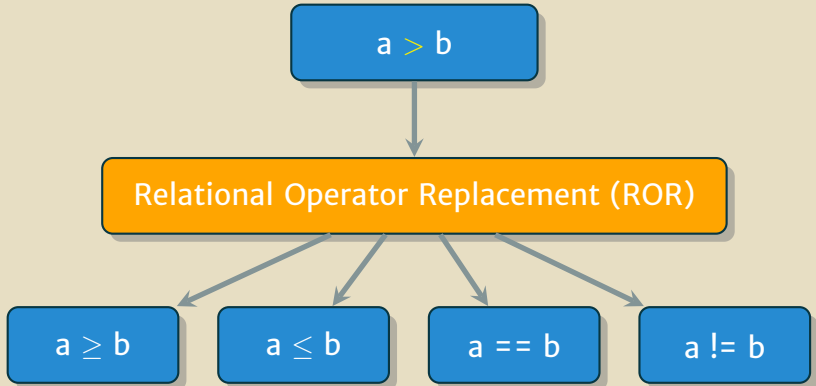 a > b
Relational Operator Replacement (ROR)
a ≥ b
a ≤ b
a == b
a != b